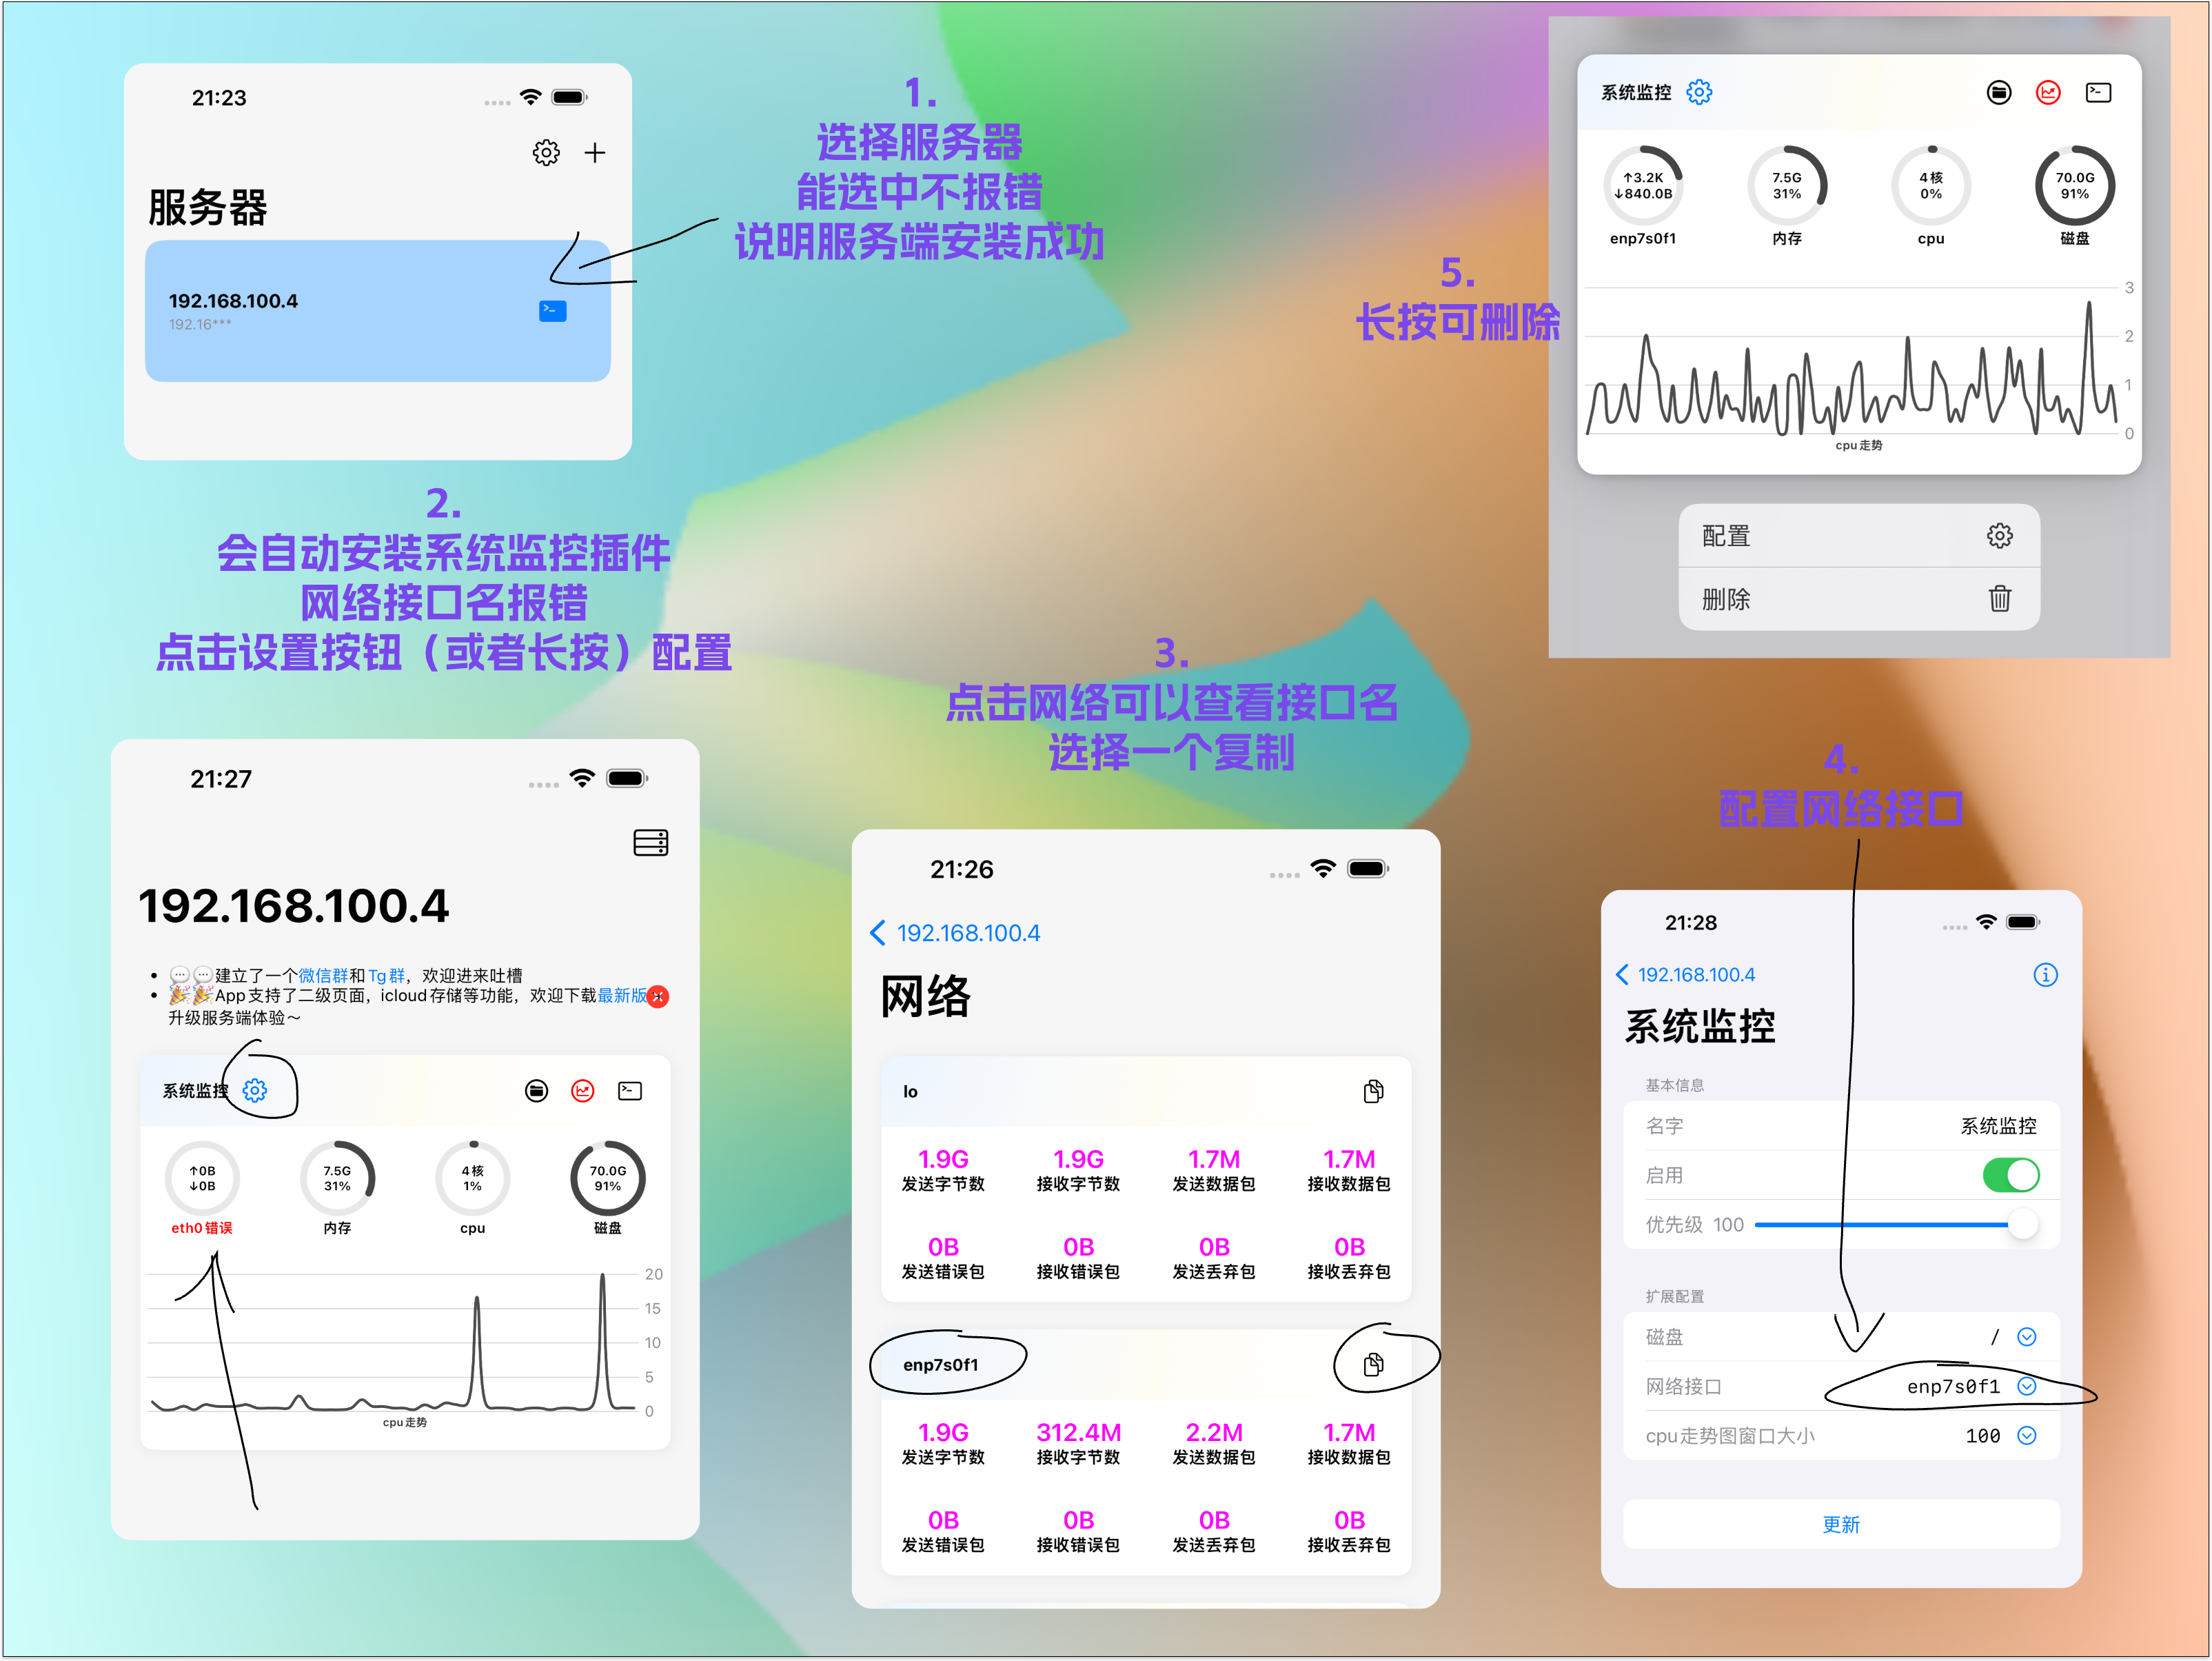 21:23
服务器
192.168.100.4
192.16***
1.
选择服务器
能选中不报错
说明服务端安装成功
2.
会自动安装系统监控插件
网络接口名报错
点击设置按钮（或者长按）配置
21:27
192.168.100.4
💬💬建立了一个微信群和Tg群，欢迎进来吐槽
🎉🎉App支持了二级页面，icloud存储等功能，欢迎下载最新版
升级服务端体验～
系统监控
↑0B
↓0B
eth0错误
7.5G
31%
内存
4核
1%
cpu
70.0G
91%
磁盘
20
15
10
5
0
cpu走势
3.
点击网络可以查看接口名
选择一个复制
21:26
192.168.100.4
网络
lo
1.9G 1.9G 1.7M 1.7M
发送字节数 接收字节数 发送数据包 接收数据包
0B 0B 0B 0B
发送错误包 接收错误包 发送丢弃包 接收丢弃包
enp7s0f1
1.9G 312.4M 2.2M 1.7M
发送字节数 接收字节数 发送数据包 接收数据包
0B 0B 0B 0B
发送错误包 接收错误包 发送丢弃包 接收丢弃包
4.
配置网络接口
21:28
192.168.100.4
系统监控
基本信息
名字 系统监控
启用
优先级 100
扩展配置
磁盘 /
网络接口 enp7s0f1
cpu走势图窗口大小 100
更新
5.
长按可删除
系统监控
↑3.2K
↓840.0B
enp7s0f1
7.5G
31%
内存
4核
0%
cpu
70.0G
91%
磁盘
3
2
1
0
cpu走势
配置
删除